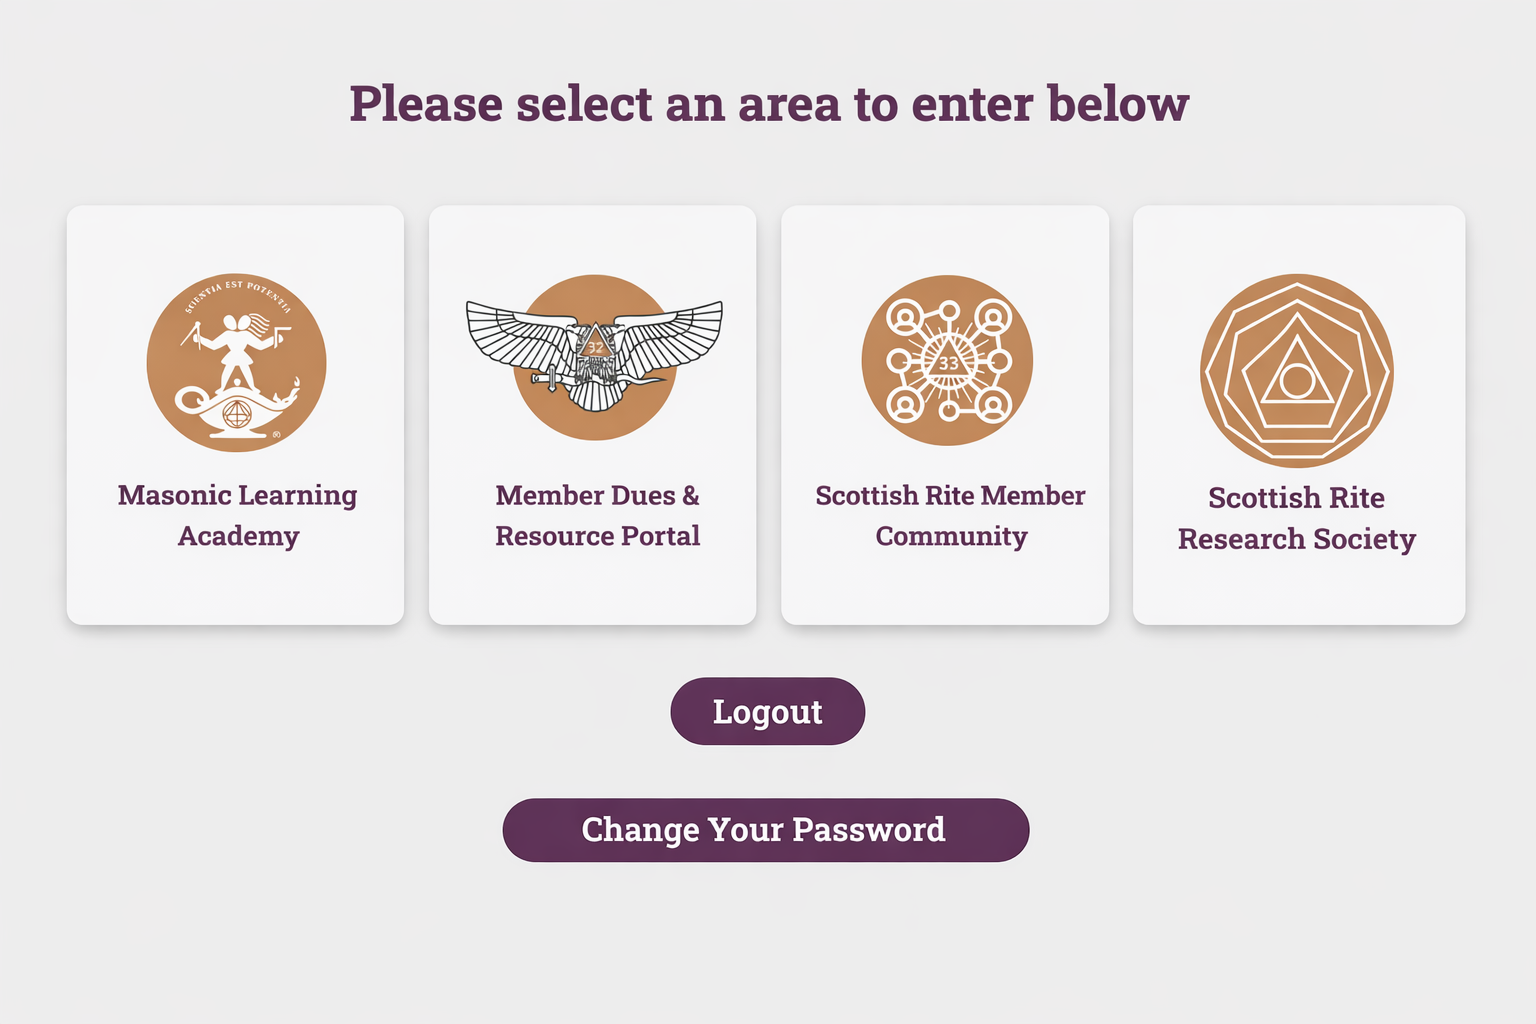 Please select an area to enter below
SCIENTIA EST POTENTIA
®
32
33
Masonic Learning
Academy
Member Dues &
Resource Portal
Scottish Rite Member
Community
Scottish Rite
Research Society
Logout
Change Your Password